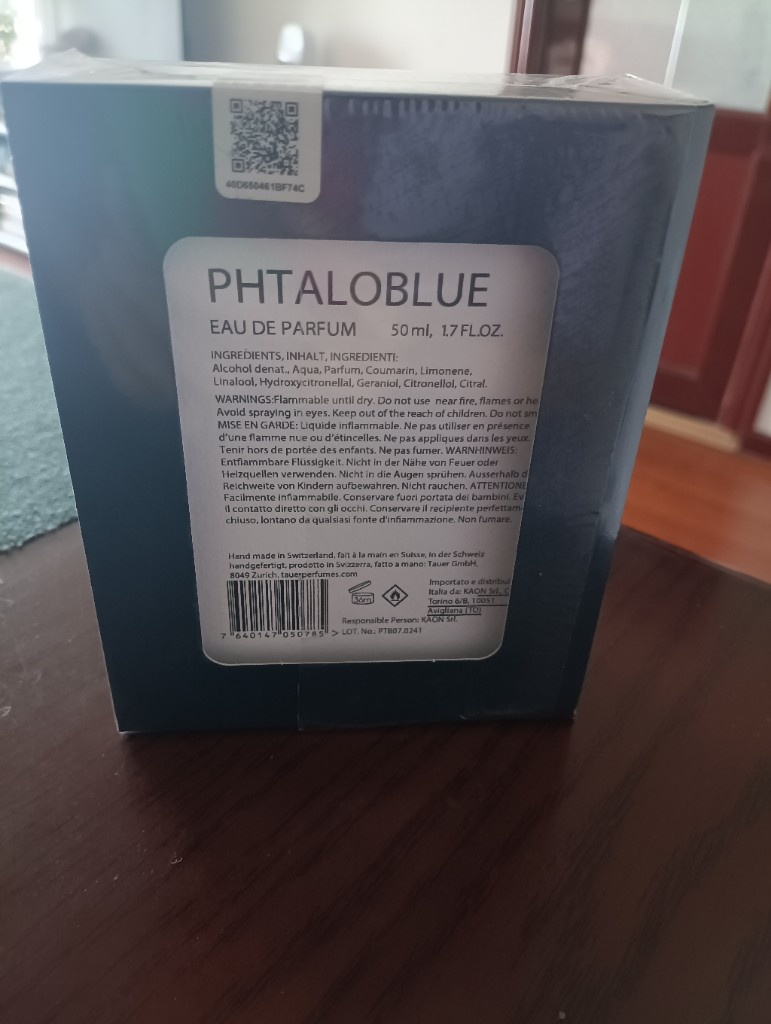 40D650461BF74C
PHTALOBLUE
EAU DE PARFUM 50 ml, 1.7 FL.OZ.
INGREDIENTS, INHALT, INGREDIENTI:
Alcohol denat., Aqua, Parfum, Coumarin, Limonene,
Linalool, Hydroxycitronellal, Geraniol, Citronellol, Citral.
WARNINGS:Flammable until dry. Do not use near fire, flames or he
Avoid spraying in eyes. Keep out of the reach of children. Do not sm
MISE EN GARDE: Liquide inflammable. Ne pas utiliser en présence
d'une flamme nue ou d'étincelles. Ne pas appliques dans les yeux.
Tenir hors de portée des enfants. Ne pas fumer. WARNHINWEIS:
Entflammbare Flüssigkeit. Nicht in der Nähe von Feuer oder
Heizquellen verwenden. Nicht in die Augen sprühen. Ausserhalb d
Reichweite von Kindern aufbewahren. Nicht rauchen. ATTENTIONE
Facilmente infiammabile. Conservare fuori portata dei bambini. Ev
il contatto diretto con gli occhi. Conservare il recipiente perfettam
chiuso, lontano da qualsiasi fonte d'infiammazione. Non fumare.
Hand made in Switzerland, fait à la main en Suisse, in der Schweiz
handgefertigt, prodotto in Svizzerra, fatto a mano: Tauer GmbH,
8049 Zurich, tauerperfumes.com
36m
Importato e distribui
Italia da: KAON Srl., C
Torino 6/B, 10051
Avigliana (TO)
Responsible Person: KAON Srl.
7 640147 050785 > LOT. No.: PTB07.0241